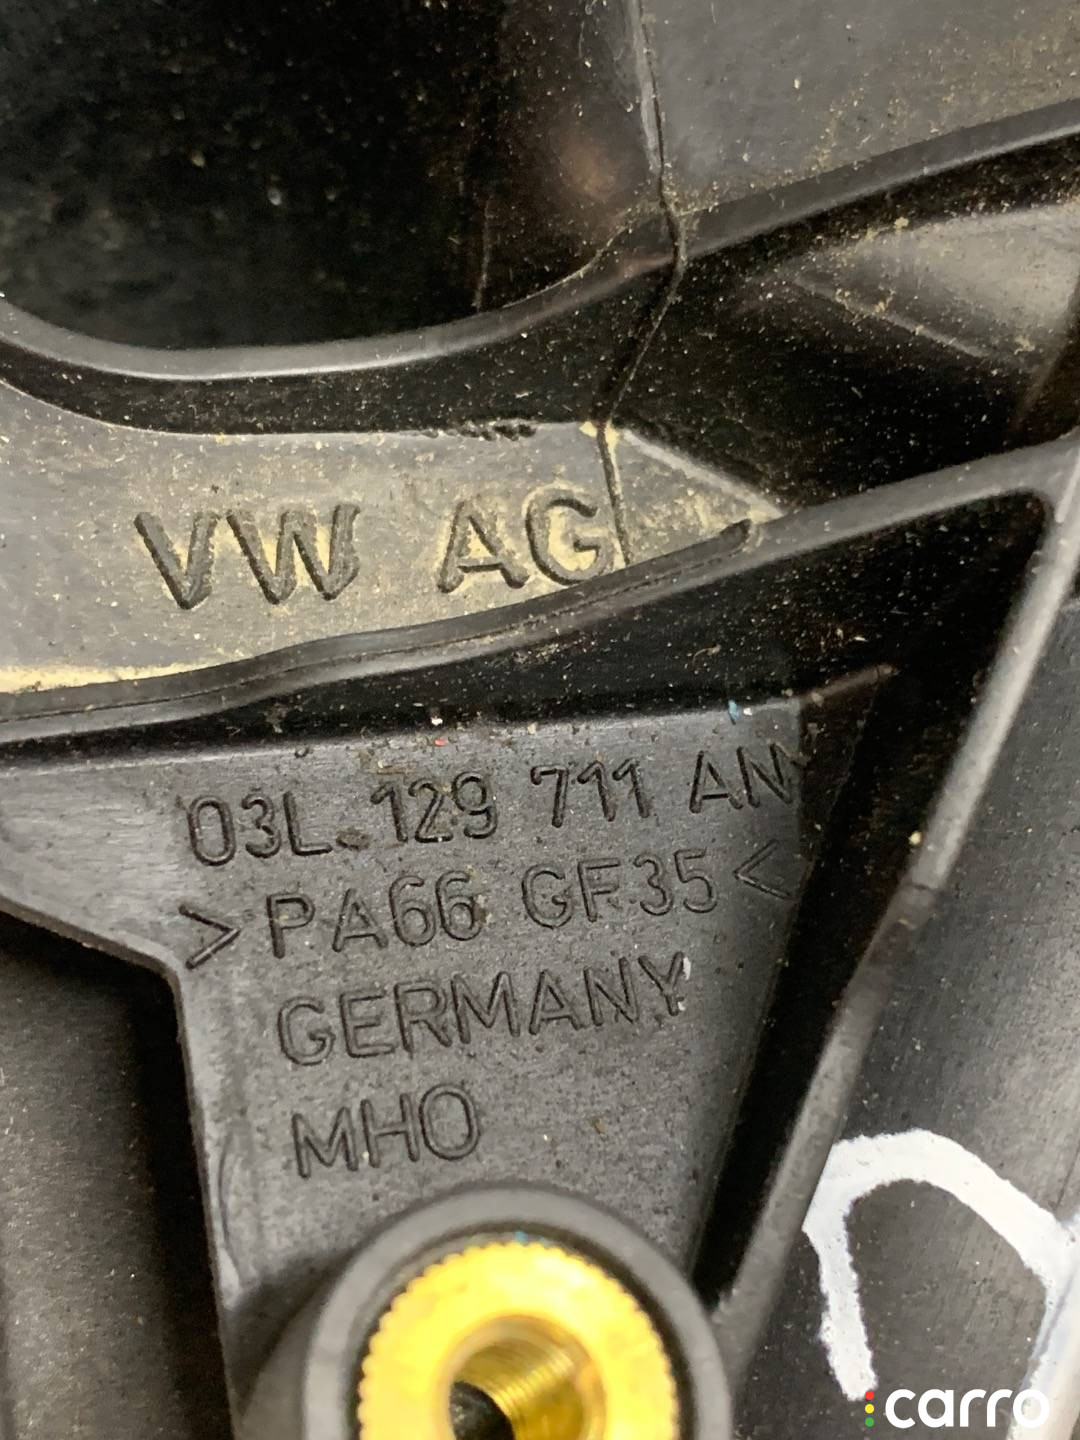 VW AG
03L 129 711 AN
>PA66 GF35<
GERMANY
MHO
carro